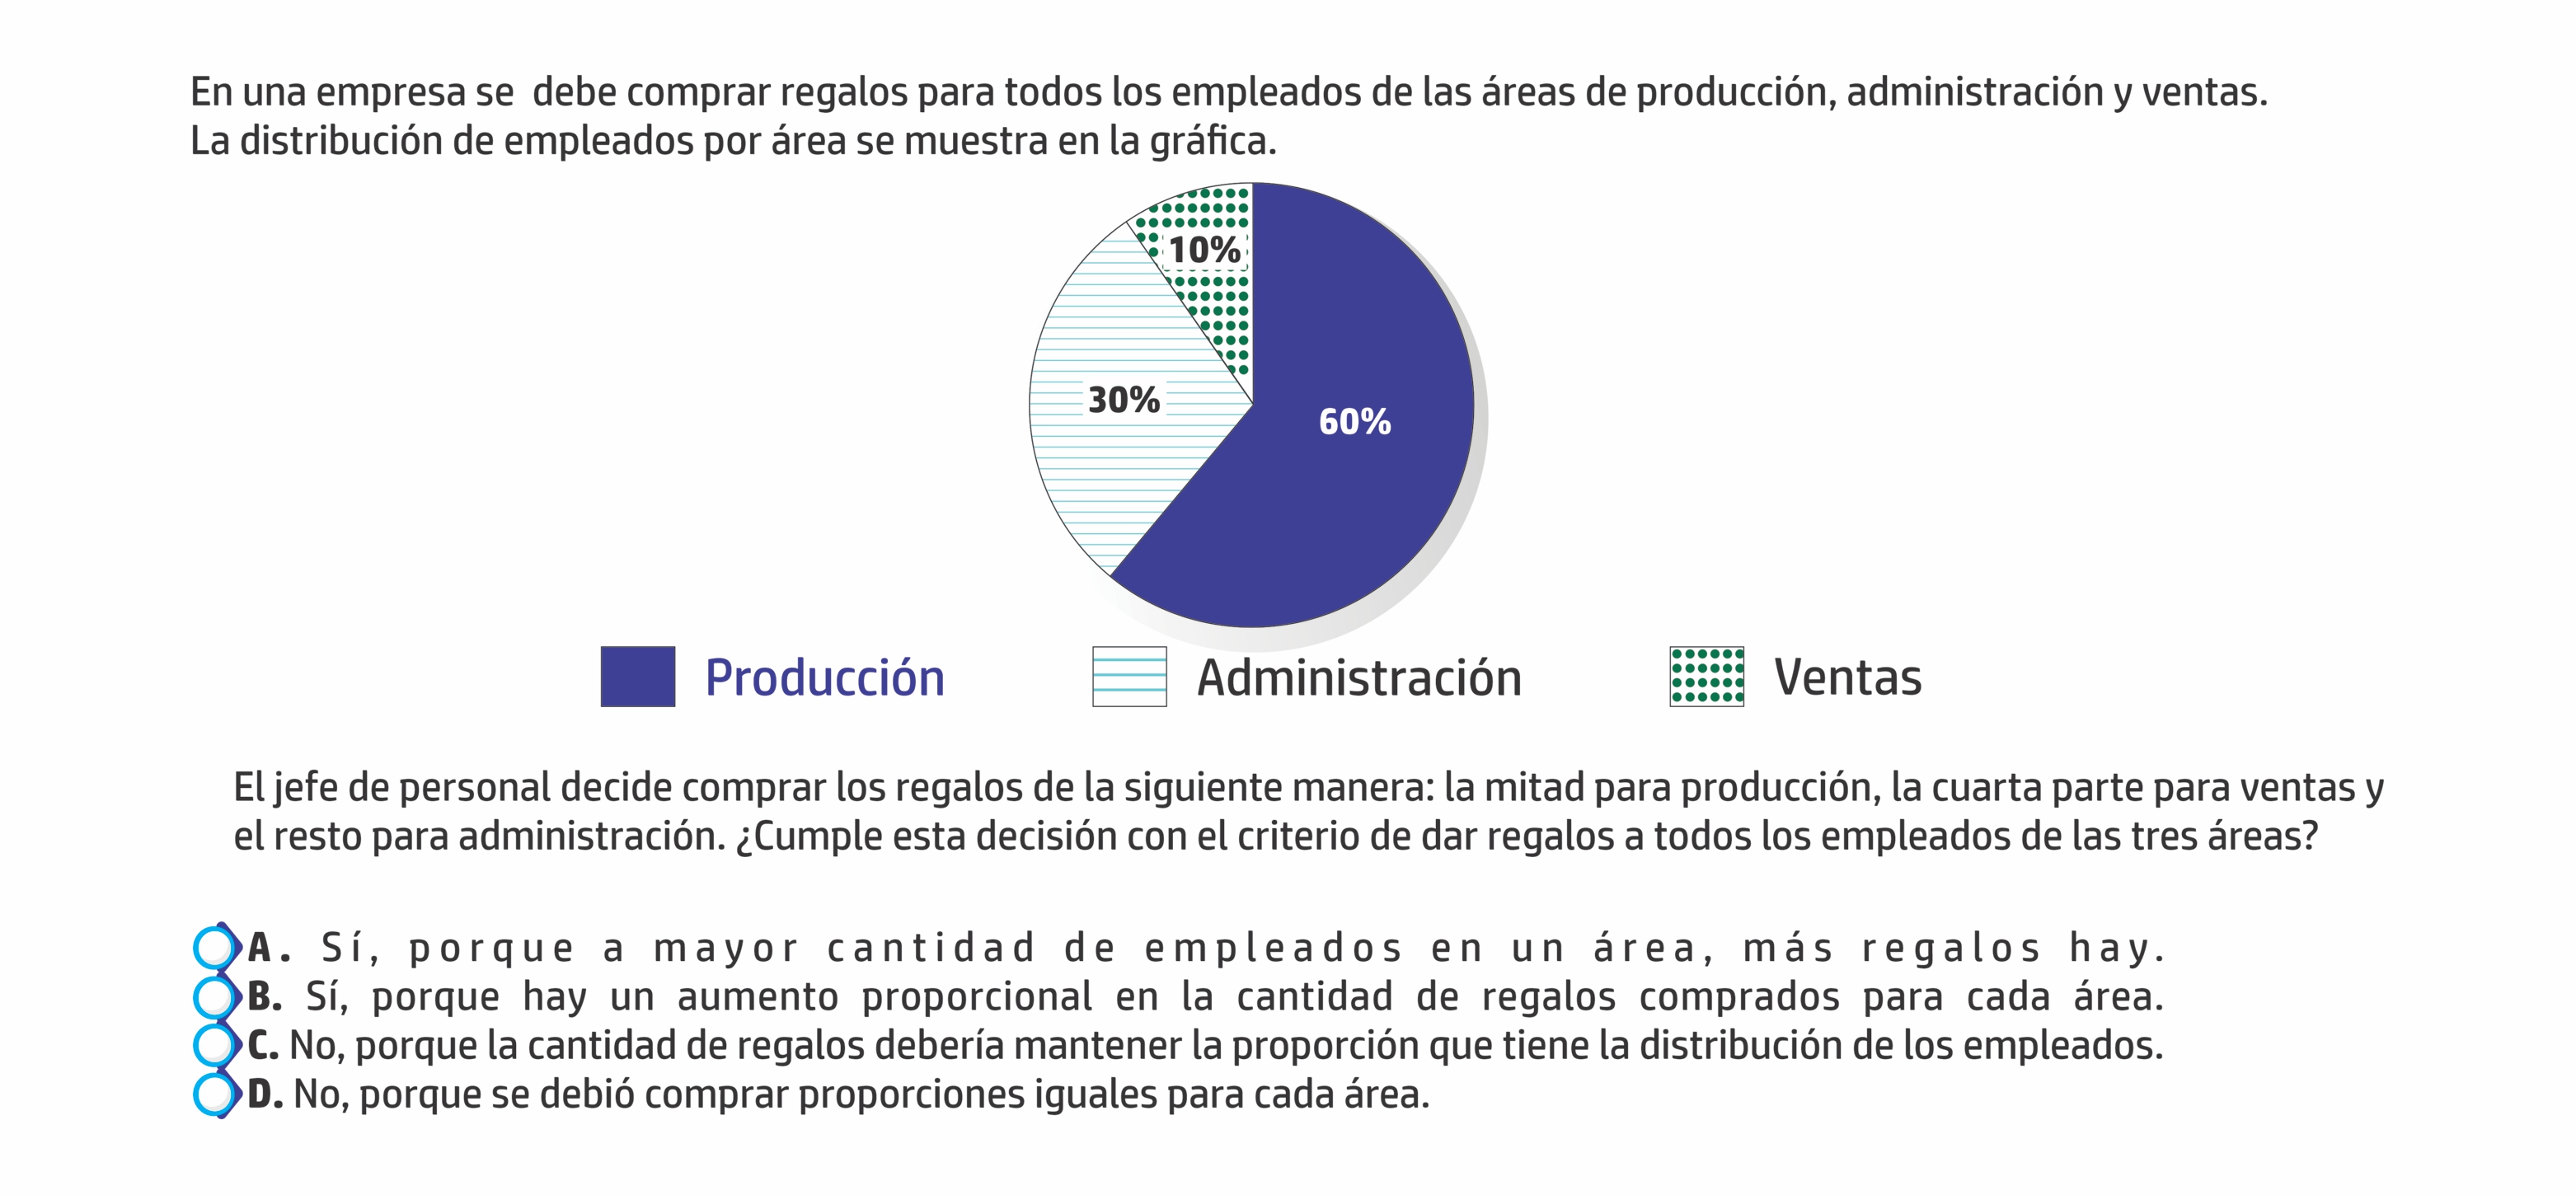 En una empresa se debe comprar regalos para todos los empleados de las áreas de producción, administración y ventas.
La distribución de empleados por área se muestra en la gráfica.
10%
30%
60%
Producción
Administración
Ventas
El jefe de personal decide comprar los regalos de la siguiente manera: la mitad para producción, la cuarta parte para ventas y
el resto para administración. ¿Cumple esta decisión con el criterio de dar regalos a todos los empleados de las tres áreas?
A. Sí, porque a mayor cantidad de empleados en un área, más regalos hay.
B. Sí, porque hay un aumento proporcional en la cantidad de regalos comprados para cada área.
C. No, porque la cantidad de regalos debería mantener la proporción que tiene la distribución de los empleados.
D. No, porque se debió comprar proporciones iguales para cada área.